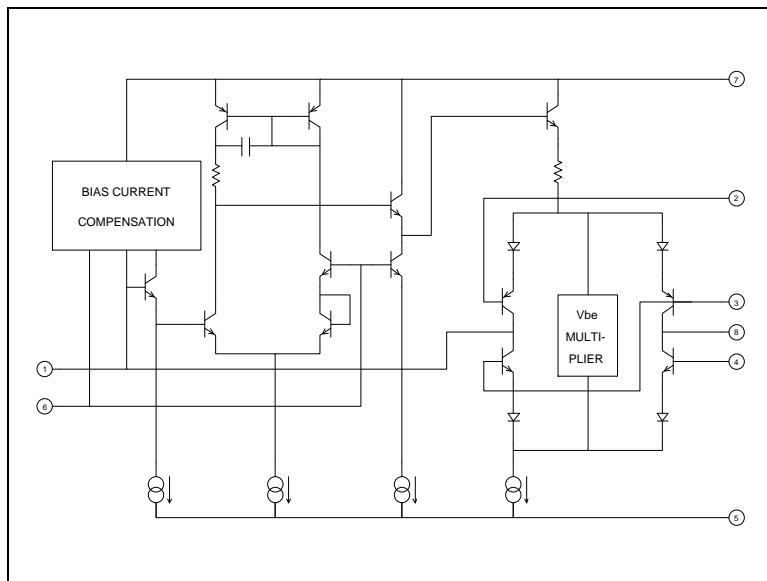 7
BIAS CURRENT
COMPENSATION
2
Vbe
MULTI-
PLIER
3
8
4
1
6
5